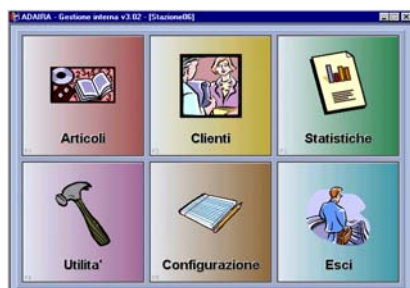 ADAIRA - Gestione interna v3.02 - [Stazione06]
Articoli
Clienti
Statistiche
Utilita'
Configurazione
Esci